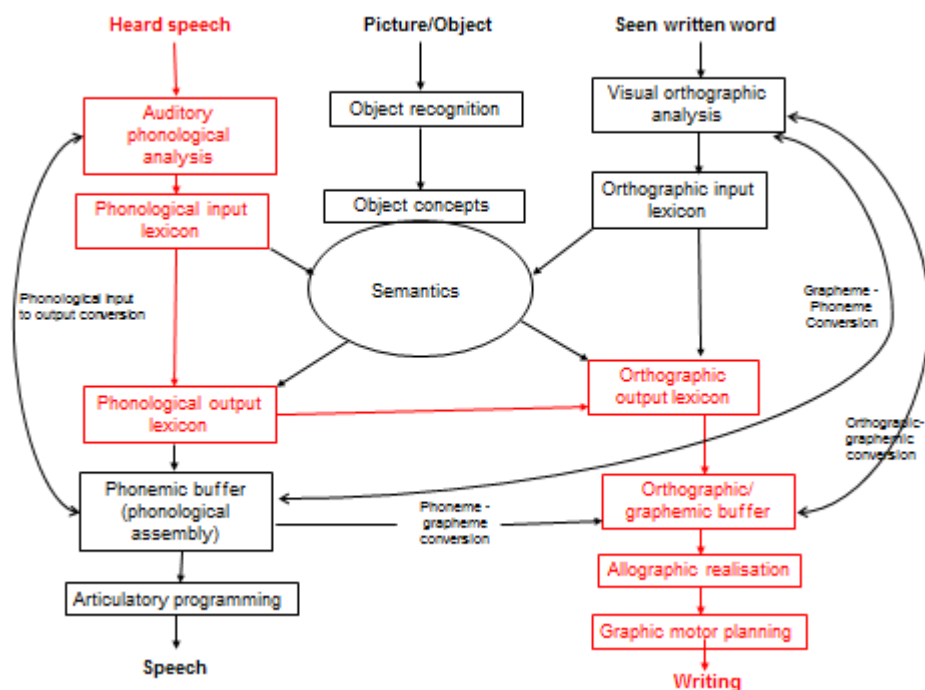 Heard speech
Picture/Object
Seen written word
Auditory
phonological
analysis
Object recognition
Visual orthographic
analysis
Phonological input
lexicon
Object concepts
Orthographic input
lexicon
Semantics
Phonological input
to output conversion
Grapheme -
Phoneme
Conversion
Phonological output
lexicon
Orthographic
output lexicon
Orthograpic-
graphemic
conversion
Phonemic buffer
(phonological
assembly)
Phoneme -
grapheme
conversion
Orthographic/
graphemic buffer
Articulatory programming
Allographic realisation
Graphic motor planning
Speech
Writing